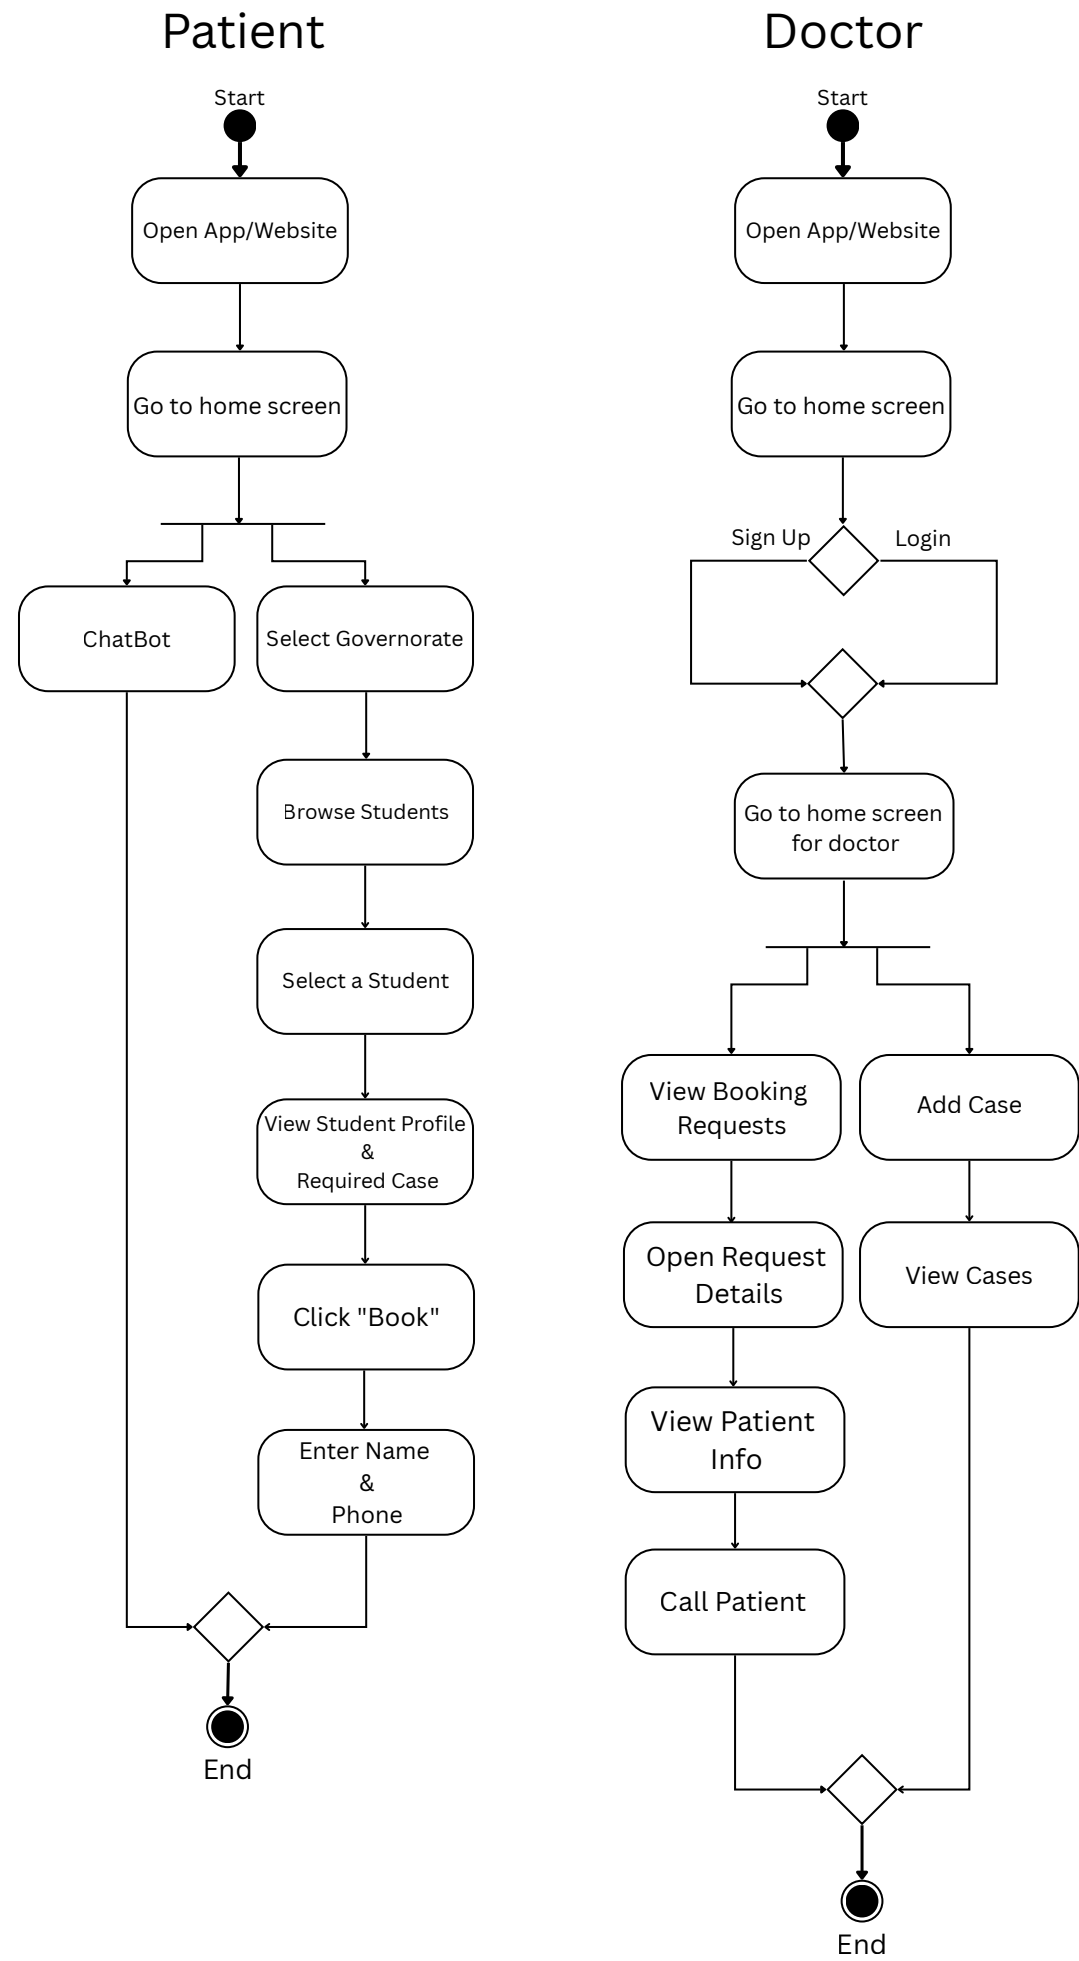 Patient
Start
Open App/Website
Go to home screen
ChatBot
Select Governorate
Browse Students
Select a Student
View Student Profile
&
Required Case
Click "Book"
Enter Name
&
Phone
End
Doctor
Start
Open App/Website
Go to home screen
Sign Up
Login
Go to home screen
for doctor
View Booking
Requests
Add Case
Open Request
Details
View Cases
View Patient
Info
Call Patient
End